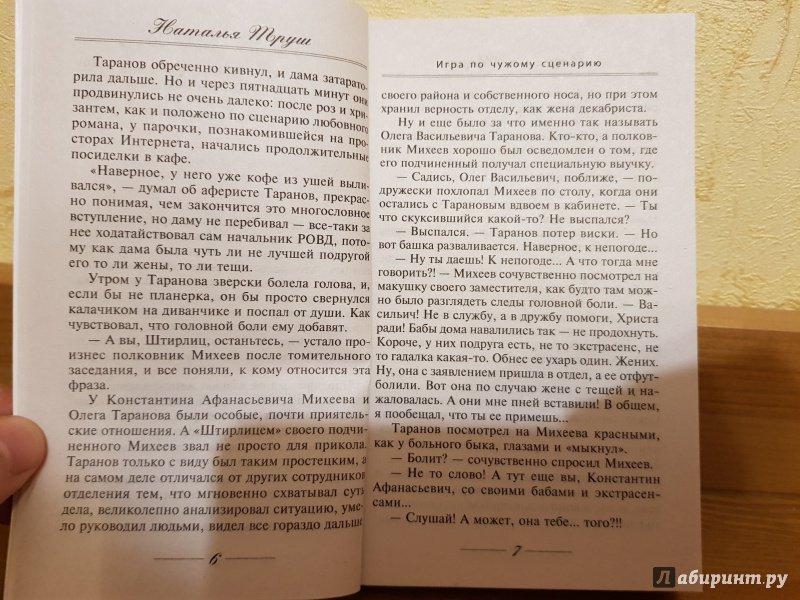 Наталья Труш
Таранов обреченно кивнул, и дама затарато-
рила дальше. Но и через пятнадцать минут они
продвинулись не очень далеко: после роз и хри-
зантем, как и положено по сценарию любовного
романа, у парочки, познакомившейся на про-
сторах Интернета, начались продолжительные
посиделки в кафе.
«Наверное, у него уже кофе из ушей выли-
вался», — думал об аферисте Таранов, прекрас-
но понимая, чем закончится это многословное
вступление, но даму не перебивал — все-таки за
нее ходатайствовал сам начальник РОВД, пото-
му как дама была чуть ли не лучшей подругой
его то ли жены, то ли тещи.
Утром у Таранова зверски болела голова, и,
если бы не планерка, он бы просто свернулся
калачиком на диванчике и поспал от души. Как
чувствовал, что головной боли ему добавят.
— А вы, Штирлиц, останьтесь, — устало про-
изнес полковник Михеев после томительного
заседания, и все поняли, к кому относится эта
фраза.
У Константина Афанасьевича Михеева и
Олега Таранова были особые, почти приятель-
ские отношения. А «Штирлицем» своего подчи-
ненного Михеев звал не просто для прикола.
Таранов только с виду был таким простецким, а
на самом деле отличался от других сотрудников
отделения тем, что мгновенно схватывал суть
дела, великолепно анализировал ситуацию, уме-
ло руководил людьми, видел все гораздо дальше
6
Игра по чужому сценарию
своего района и собственного носа, но при этом
хранил верность отделу, как жена декабриста.
Ну и еще было за что именно так называть
Олега Васильевича Таранова. Кто-кто, а полков-
ник Михеев хорошо был осведомлен о том, где
его подчиненный получал специальную выучку.
— Садись, Олег Васильевич, поближе, — по-
дружески похлопал Михеев по столу, когда они
остались с Тарановым вдвоем в кабинете. — Ты
что скуксившийся какой-то? Не выспался?
— Выспался. — Таранов потер виски. — Но
вот башка разваливается. Наверное, к непогоде...
— Ну ты даешь! К непогоде... А что тогда мне
говорить?! — Михеев сочувственно посмотрел на
макушку своего заместителя, как будто там мож-
но было разглядеть следы головной боли. — Ва-
сильич! Не в службу, а в дружбу помоги, Христа
ради! Бабы дома навалились так — не продохнуть.
Короче, у них подруга есть, не то экстрасенс, не
то гадалка какая-то. Обнес ее ухарь один. Жених.
Ну, она с заявлением пришла в отдел, а ее отфут-
болили. Вот она по случаю жене с тещей и на-
жаловалась. А они мне пней вставили! В общем,
я пообещал, что ты ее примешь...
Таранов посмотрел на Михеева красными,
как у больного быка, глазами и «мыкнул».
— Болит? — сочувственно спросил Михеев.
— Не то слово! А тут еще вы, Константин
Афанасьевич, со своими бабами и экстрасен-
сами...
— Слушай! А может, она тебе... того?!!
7
Лабиринт.ру